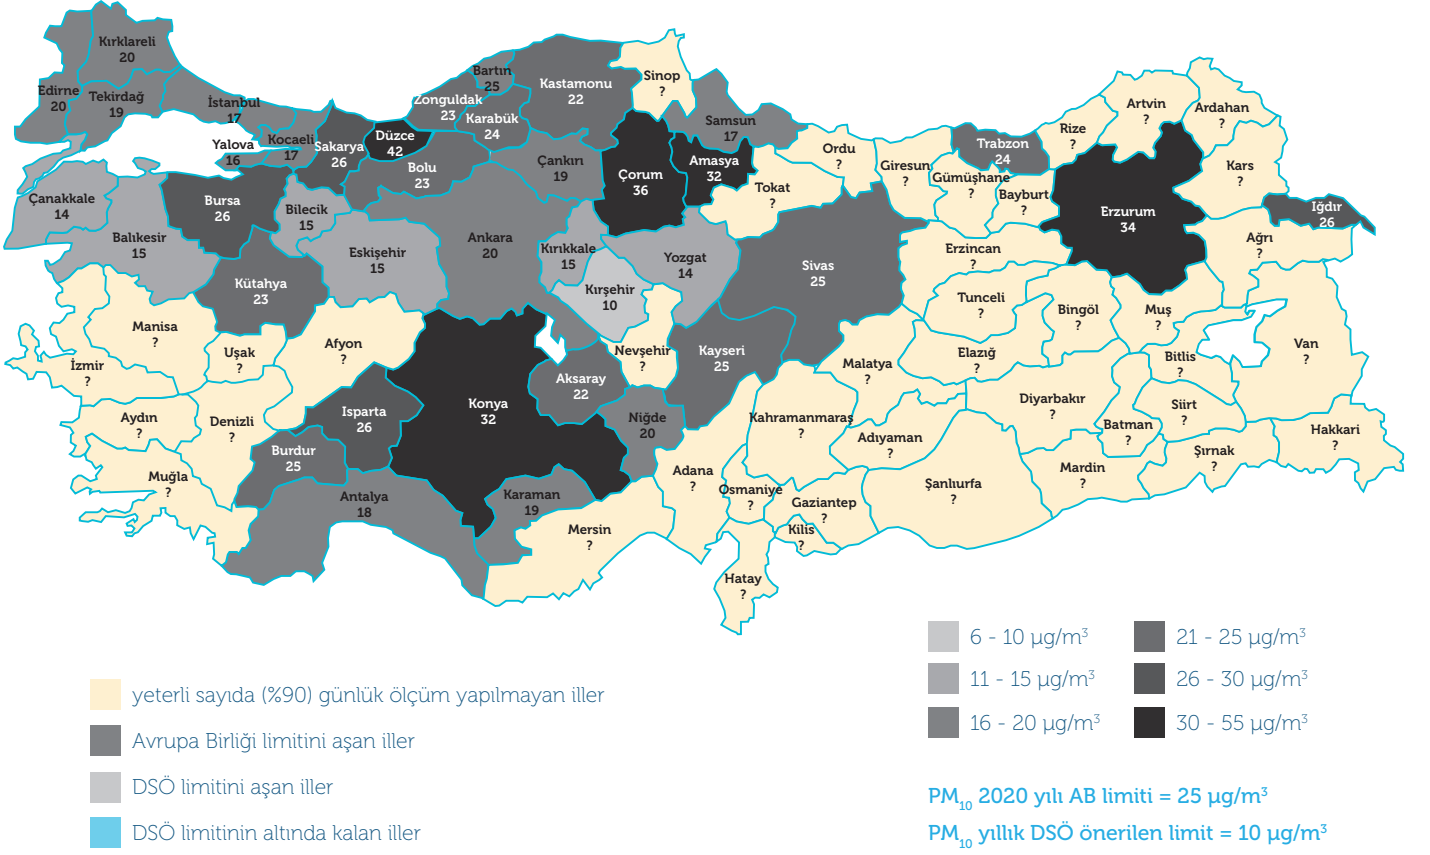 Kırklareli
20
Edirne
20
Tekirdağ
19
İstanbul
17
Yalova
16
Kocaeli
17
Sakarya
26
Düzce
42
Zonguldak
23
Bartın
25
Karabük
24
Kastamonu
22
Sinop
?
Samsun
17
Bolu
23
Çankırı
19
Çorum
36
Amasya
32
Tokat
?
Ordu
?
Giresun
?
Trabzon
24
Gümüşhane
?
Bayburt
?
Rize
?
Artvin
?
Ardahan
?
Kars
?
Iğdır
26
Ağrı
?
Erzurum
34
Erzincan
?
Çanakkale
14
Balıkesir
15
Bursa
26
Bilecik
15
Eskişehir
15
Kütahya
23
Ankara
20
Kırıkkale
15
Kırşehir
10
Yozgat
14
Sivas
25
Tunceli
?
Bingöl
?
Muş
?
Bitlis
?
Van
?
Manisa
?
İzmir
?
Uşak
?
Afyon
?
Nevşehir
?
Kayseri
25
Malatya
?
Elazığ
?
Aksaray
22
Konya
32
Isparta
26
Burdur
25
Niğde
20
Aydın
?
Denizli
?
Muğla
?
Antalya
18
Karaman
19
Mersin
?
Adana
?
Kahramanmaraş
?
Osmaniye
?
Adıyaman
?
Gaziantep
?
Kilis
?
Hatay
?
Şanlıurfa
?
Diyarbakır
?
Mardin
?
Batman
?
Siirt
?
Şırnak
?
Hakkari
?
6 - 10 µg/m³
11 - 15 µg/m³
16 - 20 µg/m³
21 - 25 µg/m³
26 - 30 µg/m³
30 - 55 µg/m³
yeterli sayıda (%90) günlük ölçüm yapılmayan iller
Avrupa Birliği limitini aşan iller
DSÖ limitini aşan iller
DSÖ limitinin altında kalan iller
PM₁₀ 2020 yılı AB limiti = 25 µg/m³
PM₁₀ yıllık DSÖ önerilen limit = 10 µg/m³